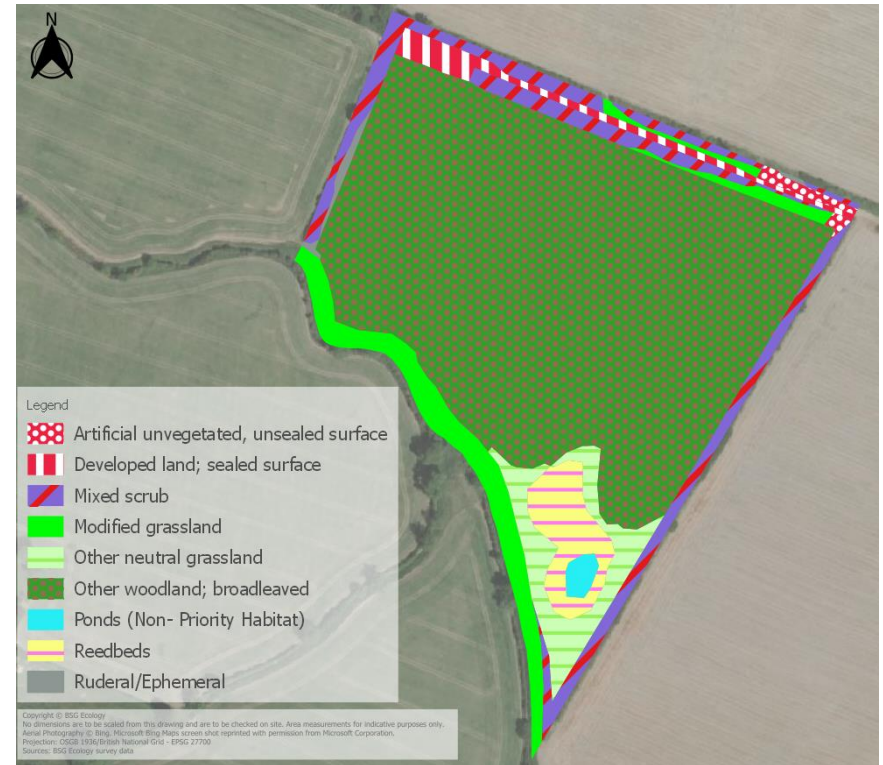 N
Legend
Artificial unvegetated, unsealed surface
Developed land; sealed surface
Mixed scrub
Modified grassland
Other neutral grassland
Other woodland; broadleaved
Ponds (Non- Priority Habitat)
Reedbeds
Ruderal/Ephemeral
Copyright © BSG Ecology
No dimensions are to be scaled from this drawing and are to be checked on site. Area measurements for indicative purposes only.
Aerial Photography © Bing. Microsoft Bing Maps screen shot reprinted with permission from Microsoft Corporation.
Projection: OSGB 1936/British National Grid - EPSG 27700
Sources: BSG Ecology survey data